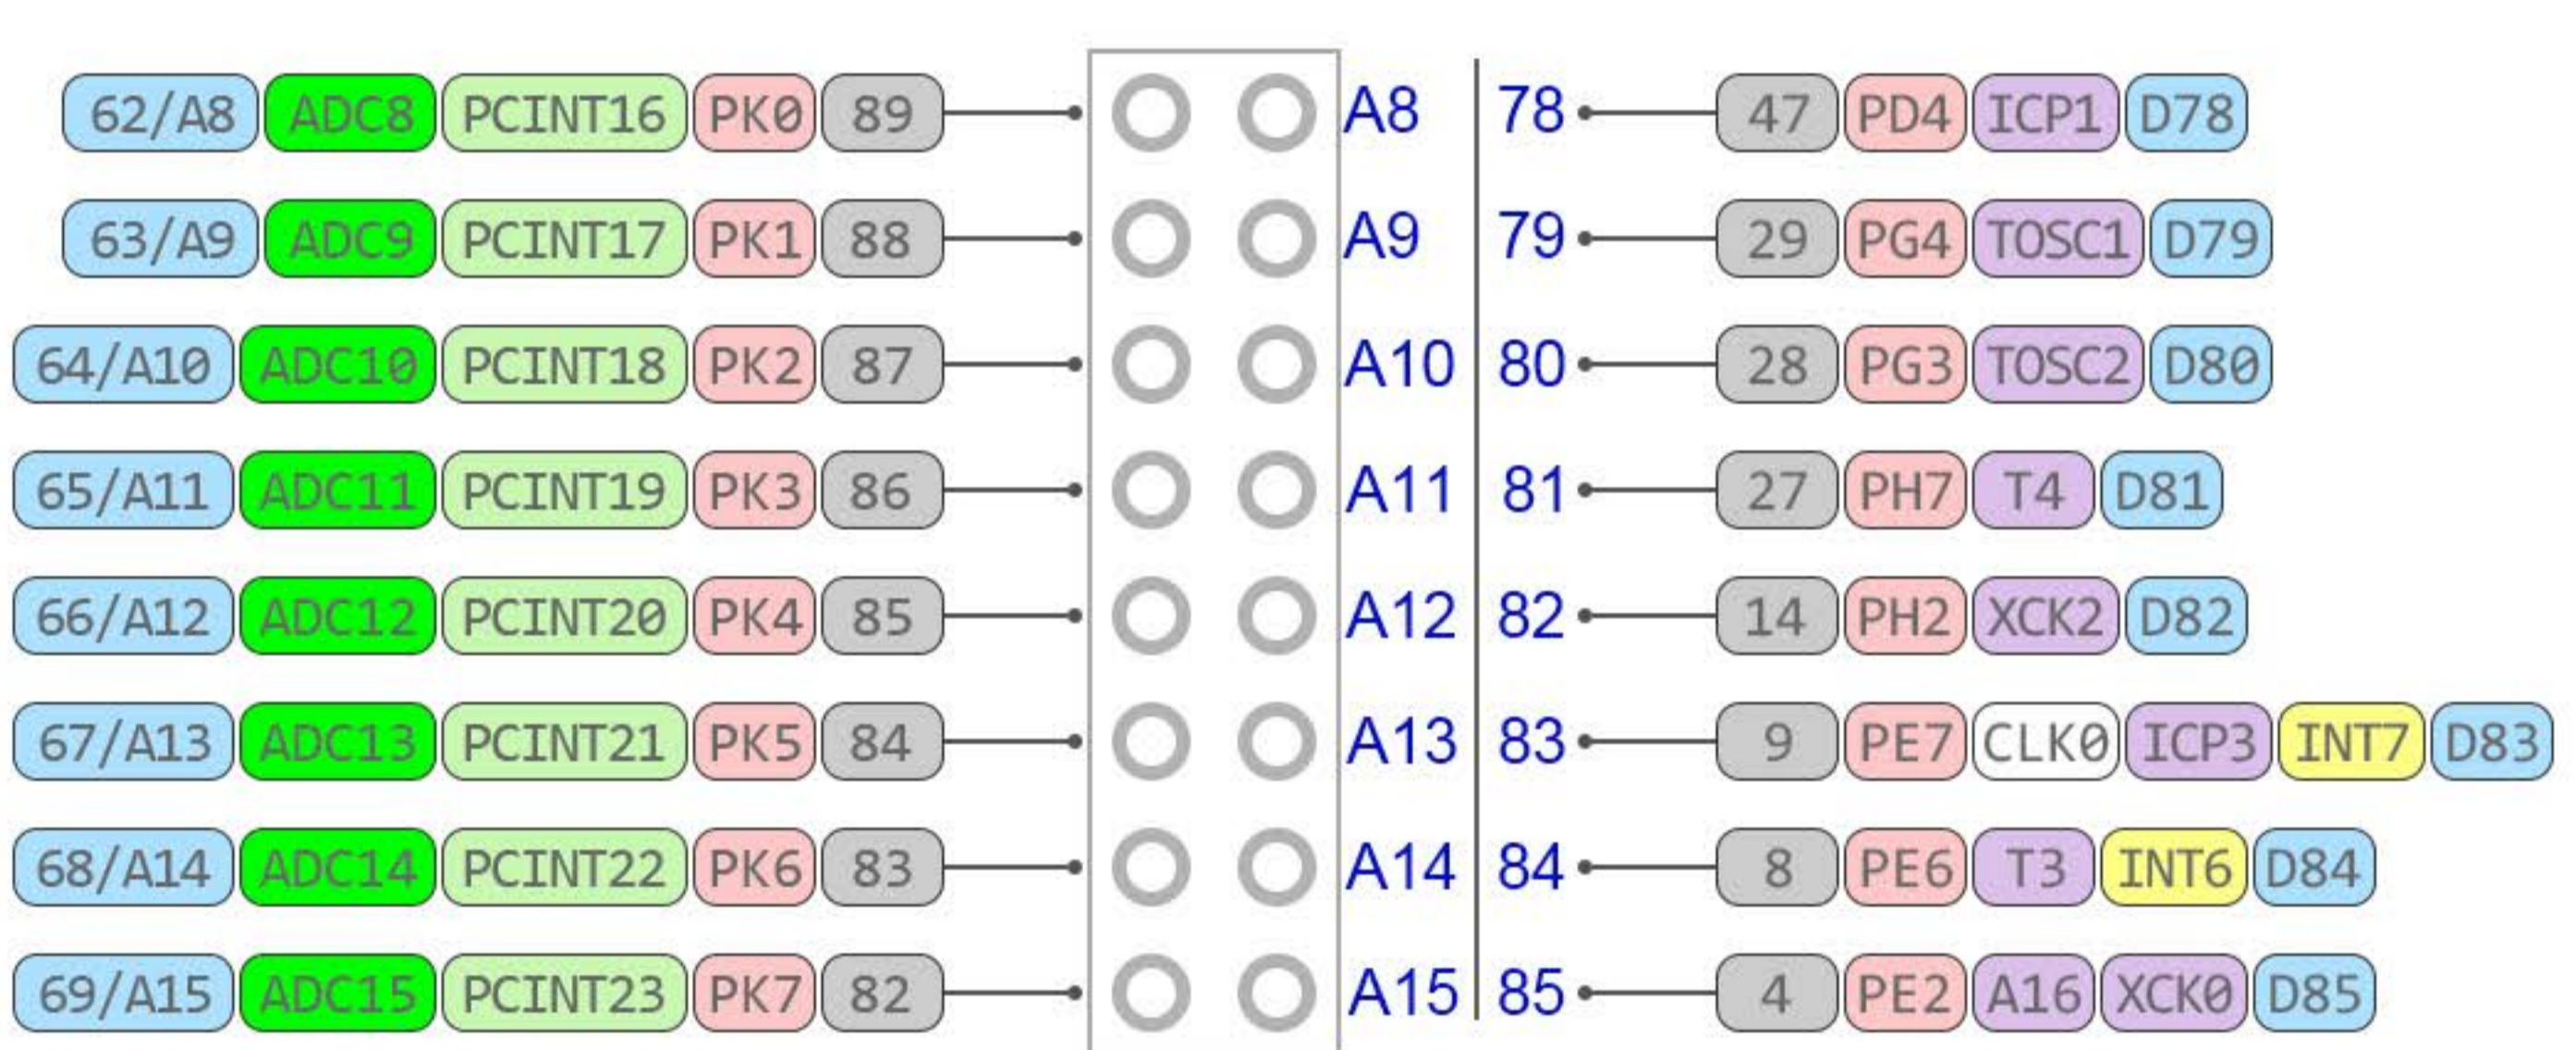 62/A8 ADC8 PCINT16 PK0 89 A8 78 47 PD4 ICP1 D78
63/A9 ADC9 PCINT17 PK1 88 A9 79 29 PG4 TOSC1 D79
64/A10 ADC10 PCINT18 PK2 87 A10 80 28 PG3 TOSC2 D80
65/A11 ADC11 PCINT19 PK3 86 A11 81 27 PH7 T4 D81
66/A12 ADC12 PCINT20 PK4 85 A12 82 14 PH2 XCK2 D82
67/A13 ADC13 PCINT21 PK5 84 A13 83 9 PE7 CLK0 ICP3 INT7 D83
68/A14 ADC14 PCINT22 PK6 83 A14 84 8 PE6 T3 INT6 D84
69/A15 ADC15 PCINT23 PK7 82 A15 85 4 PE2 A16 XCK0 D85